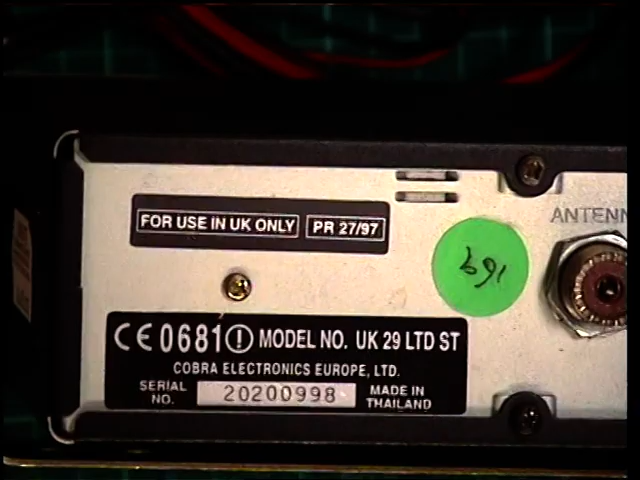 FOR USE IN UK ONLY PR 27/97
ANTENN
169
CE0681 ! MODEL NO. UK 29 LTD ST
COBRA ELECTRONICS EUROPE, LTD.
SERIAL NO. 20200998 MADE IN THAILAND